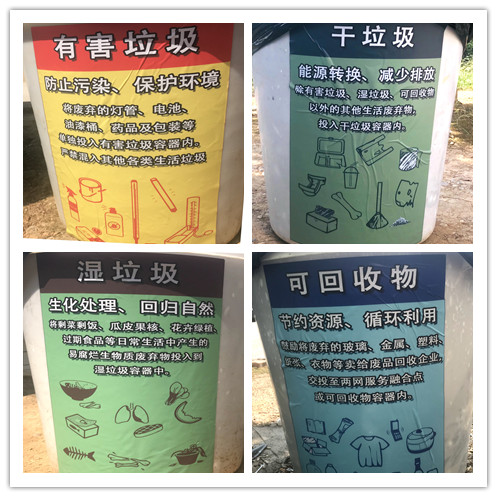 有害垃圾
防止污染、保护环境
将废弃的灯管、电池、
油漆桶、药品及包装等
单独投入有害垃圾容器内。
严禁混入其他各类生活垃圾
干垃圾
能源转换、减少排放
除有害垃圾、湿垃圾、可回收物
以外的其他生活废弃物,
投入干垃圾容器内。
湿垃圾
生化处理、回归自然
将剩菜剩饭、瓜皮果核、花卉绿植、
过期食品等日常生活中产生的
易腐烂生物质废弃物投入到
湿垃圾容器中。
可回收物
节约资源、循环利用
鼓励将废弃的玻璃、金属、塑料、
纸张、衣物等卖给废品回收企业,
交投至两网服务融合点
或可回收物容器内。